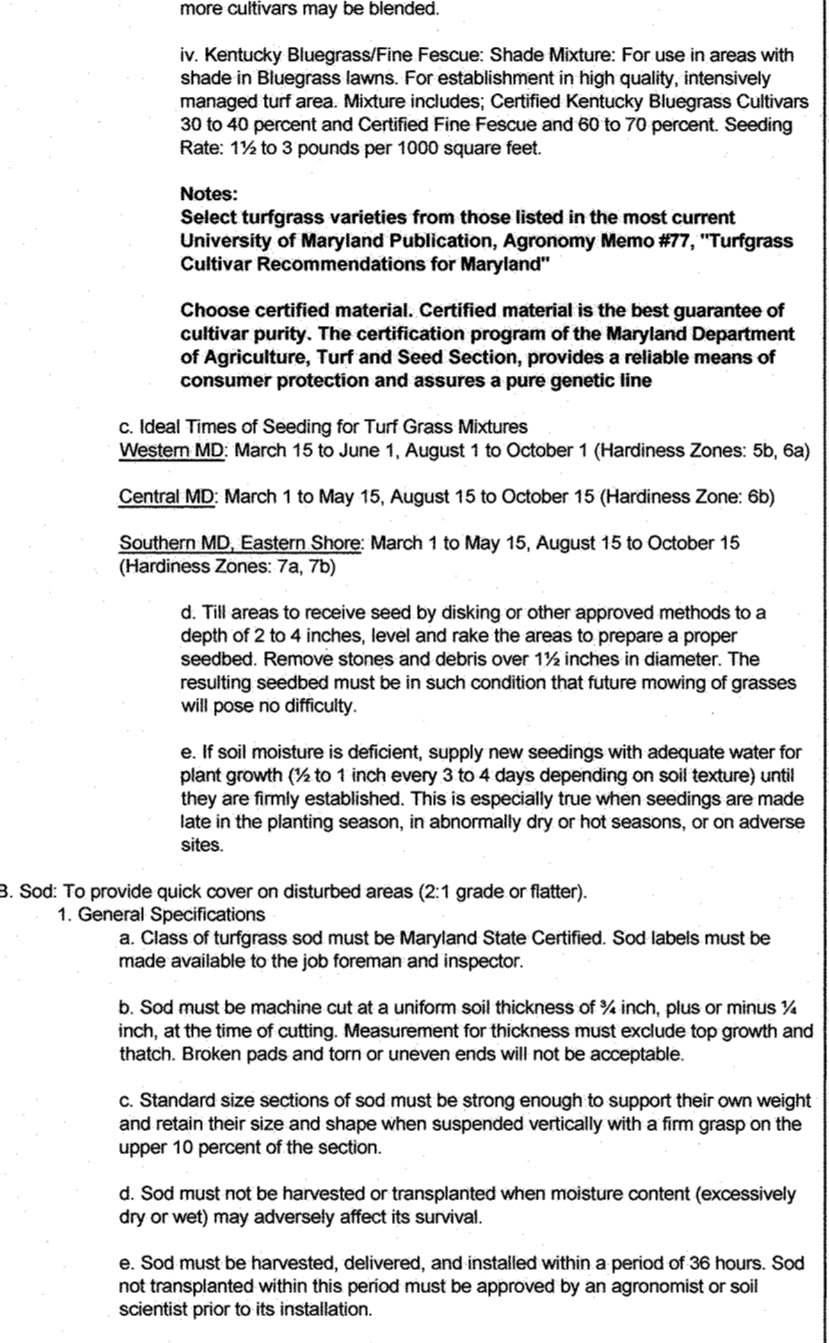 more cultivars may be blended.
iv. Kentucky Bluegrass/Fine Fescue: Shade Mixture: For use in areas with
shade in Bluegrass lawns. For establishment in high quality, intensively
managed turf area. Mixture includes; Certified Kentucky Bluegrass Cultivars
30 to 40 percent and Certified Fine Fescue and 60 to 70 percent. Seeding
Rate: 1½ to 3 pounds per 1000 square feet.
Notes:
Select turfgrass varieties from those listed in the most current
University of Maryland Publication, Agronomy Memo #77, "Turfgrass
Cultivar Recommendations for Maryland"
Choose certified material. Certified material is the best guarantee of
cultivar purity. The certification program of the Maryland Department
of Agriculture, Turf and Seed Section, provides a reliable means of
consumer protection and assures a pure genetic line
c. Ideal Times of Seeding for Turf Grass Mixtures
Western MD: March 15 to June 1, August 1 to October 1 (Hardiness Zones: 5b, 6a)
Central MD: March 1 to May 15, August 15 to October 15 (Hardiness Zone: 6b)
Southern MD, Eastern Shore: March 1 to May 15, August 15 to October 15
(Hardiness Zones: 7a, 7b)
d. Till areas to receive seed by disking or other approved methods to a
depth of 2 to 4 inches, level and rake the areas to prepare a proper
seedbed. Remove stones and debris over 1½ inches in diameter. The
resulting seedbed must be in such condition that future mowing of grasses
will pose no difficulty.
e. If soil moisture is deficient, supply new seedings with adequate water for
plant growth (½ to 1 inch every 3 to 4 days depending on soil texture) until
they are firmly established. This is especially true when seedings are made
late in the planting season, in abnormally dry or hot seasons, or on adverse
sites.
B. Sod: To provide quick cover on disturbed areas (2:1 grade or flatter).
1. General Specifications
a. Class of turfgrass sod must be Maryland State Certified. Sod labels must be
made available to the job foreman and inspector.
b. Sod must be machine cut at a uniform soil thickness of ¾ inch, plus or minus ¼
inch, at the time of cutting. Measurement for thickness must exclude top growth and
thatch. Broken pads and torn or uneven ends will not be acceptable.
c. Standard size sections of sod must be strong enough to support their own weight
and retain their size and shape when suspended vertically with a firm grasp on the
upper 10 percent of the section.
d. Sod must not be harvested or transplanted when moisture content (excessively
dry or wet) may adversely affect its survival.
e. Sod must be harvested, delivered, and installed within a period of 36 hours. Sod
not transplanted within this period must be approved by an agronomist or soil
scientist prior to its installation.